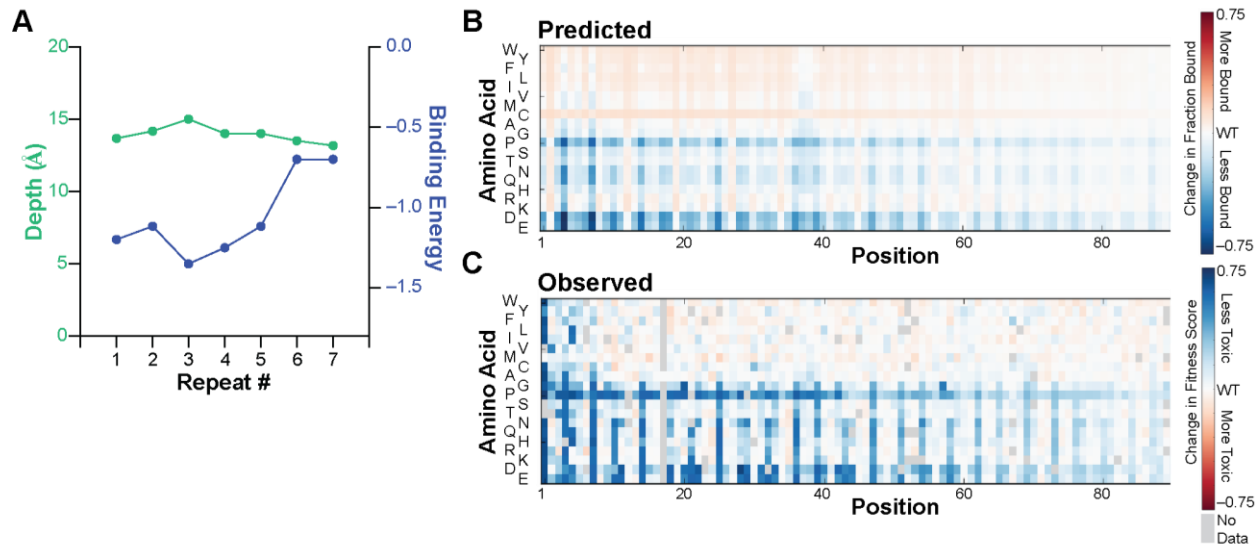 A
20
15
10
5
0
Depth (Å)
0.0
−0.5
−1.0
−1.5
Binding Energy
1 2 3 4 5 6 7
Repeat #
B
Predicted
Amino Acid
W
Y
F
L
I
V
M
C
A
G
P
S
T
N
Q
H
R
K
D
E
1 20 40 60 80
Position
0.75
More Bound
WT
Less Bound
−0.75
Change in Fraction Bound
C
Observed
Amino Acid
W
Y
F
L
I
V
M
C
A
G
P
S
T
N
Q
H
R
K
D
E
1 20 40 60 80
Position
0.75
Less Toxic
WT
More Toxic
−0.75
Change in Fitness Score
No
Data